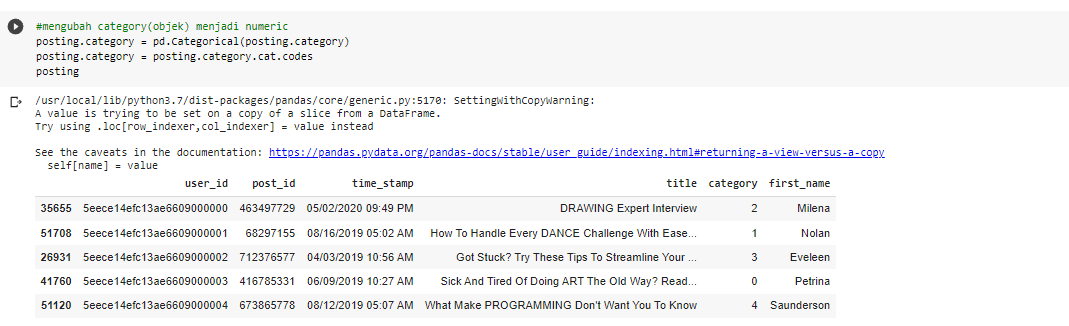 #mengubah category(objek) menjadi numeric
posting.category = pd.Categorical(posting.category)
posting.category = posting.category.cat.codes
posting
/usr/local/lib/python3.7/dist-packages/pandas/core/generic.py:5170: SettingWithCopyWarning:
A value is trying to be set on a copy of a slice from a DataFrame.
Try using .loc[row_indexer,col_indexer] = value instead
See the caveats in the documentation: https://pandas.pydata.org/pandas-docs/stable/user_guide/indexing.html#returning-a-view-versus-a-copy
self[name] = value
user_id post_id time_stamp title category first_name
35655 5eece14efc13ae6609000000 463497729 05/02/2020 09:49 PM DRAWING Expert Interview 2 Milena
51708 5eece14efc13ae6609000001 68297155 08/16/2019 05:02 AM How To Handle Every DANCE Challenge With Ease... 1 Nolan
26931 5eece14efc13ae6609000002 712376577 04/03/2019 10:56 AM Got Stuck? Try These Tips To Streamline Your ... 3 Eveleen
41760 5eece14efc13ae6609000003 416785331 06/09/2019 10:27 AM Sick And Tired Of Doing ART The Old Way? Read... 0 Petrina
51120 5eece14efc13ae6609000004 673865778 08/12/2019 05:07 AM What Make PROGRAMMING Don't Want You To Know 4 Saunderson